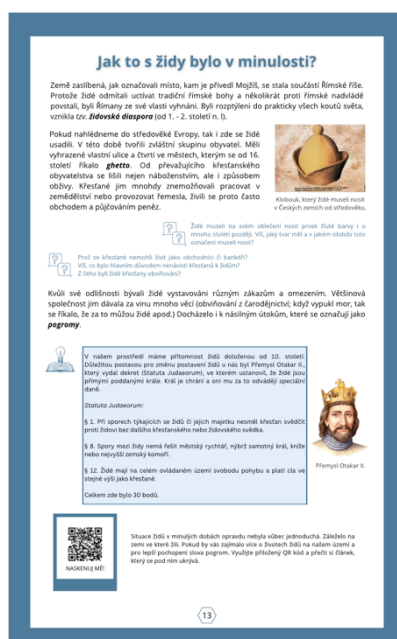 Jak to s židy bylo v minulosti?
Země zaslíbená, jak označovali místo, kam je přivedl Mojžíš, se stala součástí Římské říše.
Protože židé odmítali uctívat tradiční římské bohy a několikrát proti římské nadvládě
povstali, byli Římany ze své vlasti vyhnáni. Byli rozptýleni do prakticky všech koutů světa,
vznikla tzv. židovská diaspora (od 1. - 2. století n. l).
Pokud nahlédneme do středověké Evropy, tak i zde se židé
usadili. V této době tvořili zvláštní skupinu obyvatel. Měli
vyhrazené vlastní ulice a čtvrti ve městech, kterým se od 16.
století říkalo ghetto. Od převažujícího křesťanského
obyvatelstva se lišili nejen náboženstvím, ale i způsobem
obživy. Křesťané jim mnohdy znemožňovali pracovat v
zemědělství nebo provozovat řemesla, živili se proto často
obchodem a půjčováním peněz.
Klobouk, který židé museli nosit
v Českých zemích od středověku.
Židé museli na svém oblečení nosit prvek žluté barvy i o
mnoho století později. Víš, jaký tvar měl a v jakém období toto
označení museli nosit?
Proč se křesťané nemohli živit jako obchodníci či bankéři?
Víš, co bylo hlavním důvodem nenávisti křesťanů k židům?
Z čeho byli židé křesťany obviňováni?
Kvůli své odlišnosti bývali židé vystavováni různým zákazům a omezením. Většinová
společnost jim dávala za vinu mnoho věcí (obviňování z čarodějnictví; když vypukl mor, tak
se říkalo, že za to můžou židé apod.) Docházelo i k násilným útokům, které se označují jako
pogromy.
V našem prostředí máme přítomnost židů doloženou od 10. století.
Důležitou postavou pro postavení židů u nás byl Přemysl Otakar II.,
který vydal dekret (Statuta Judaeorum), ve kterém ustanovil, že židé jsou
přímými poddanými krále. Král je chrání a oni mu za to odvádějí speciální
daně.
Statuta Judaeorum:
§ 1. Při sporech týkajících se židů či jejich majetku nesměl křesťan svědčit
proti židovi bez dalšího křesťanského nebo židovského svědka.
§ 8. Spory mezi židy nemá řešit městský rychtář, nýbrž samotný král, kníže
nebo nejvyšší zemský komoří.
§ 12. Židé mají na celém ovládaném území svobodu pohybu a platí cla ve
stejné výši jako křesťané.
Celkem zde bylo 30 bodů.
Přemysl Otakar II.
NASKENUJ MĚ!
Situace židů v minulých dobách opravdu nebyla vůbec jednoduchá. Záleželo na
zemi ve které žili. Pokud by vás zajímalo více o životech židů na našem území a
pro lepší pochopení slova pogrom. Využijte přiložený QR kód a přečti si článek,
který se pod ním ukrývá.
13